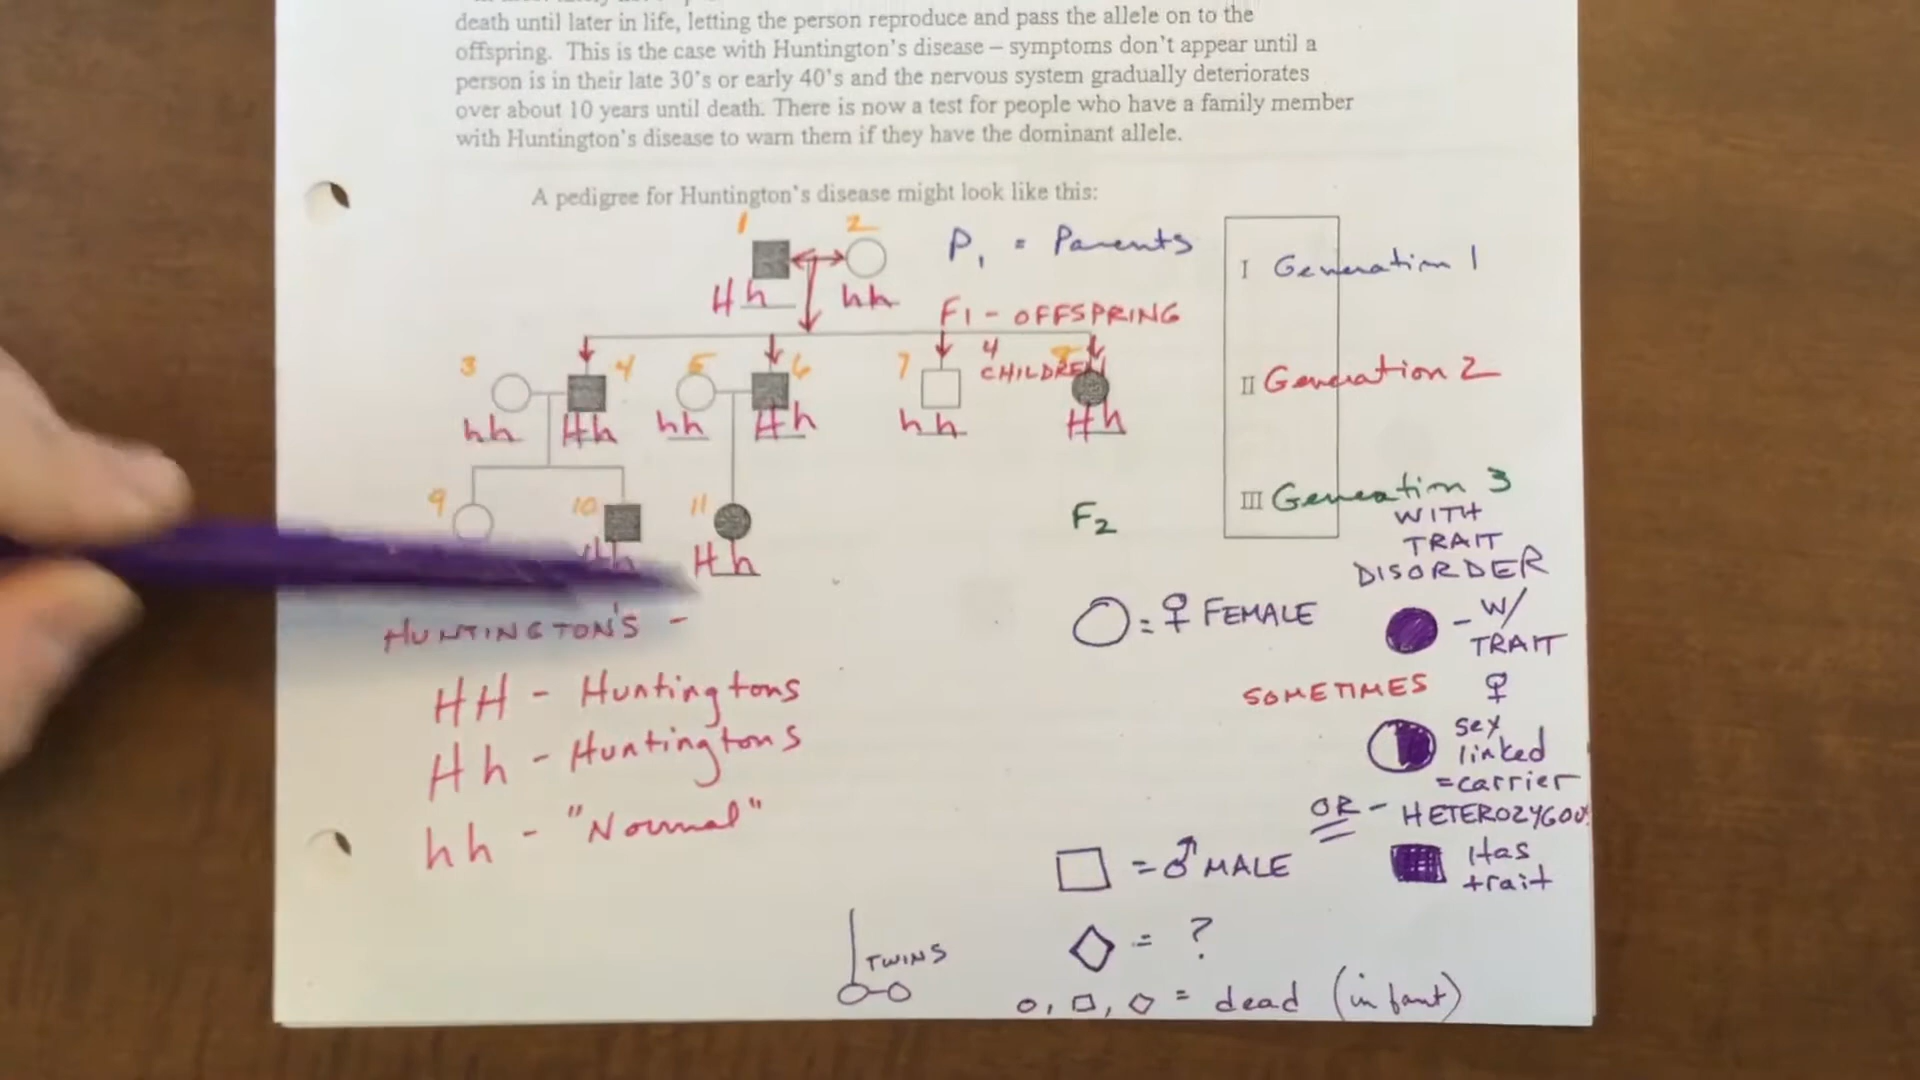 death until later in life, letting the person reproduce and pass the allele on to the
offspring. This is the case with Huntington's disease – symptoms don't appear until a
person is in their late 30's or early 40's and the nervous system gradually deteriorates
over about 10 years until death. There is now a test for people who have a family member
with Huntington's disease to warn them if they have the dominant allele.
A pedigree for Huntington's disease might look like this:
1 2
P1 = Parents
I Generation 1
Hh hh
F1 - OFFSPRING
4
CHILDREN
3 4 5 6 7
II Generation 2
hh Hh hh Hh hh Hh
9 10 11
F2
III Generation 3
Hh
WITH
TRAIT
DISORDER
HUNTINGTON'S -
HH - Huntingtons
Hh - Huntingtons
hh - "Normal"
= ♀ FEMALE
- W/
TRAIT
SOMETIMES ♀
sex
linked
= carrier
OR - HETEROZYGOUS
= ♂ MALE
Has
trait
= ?
TWINS
= dead (infant)